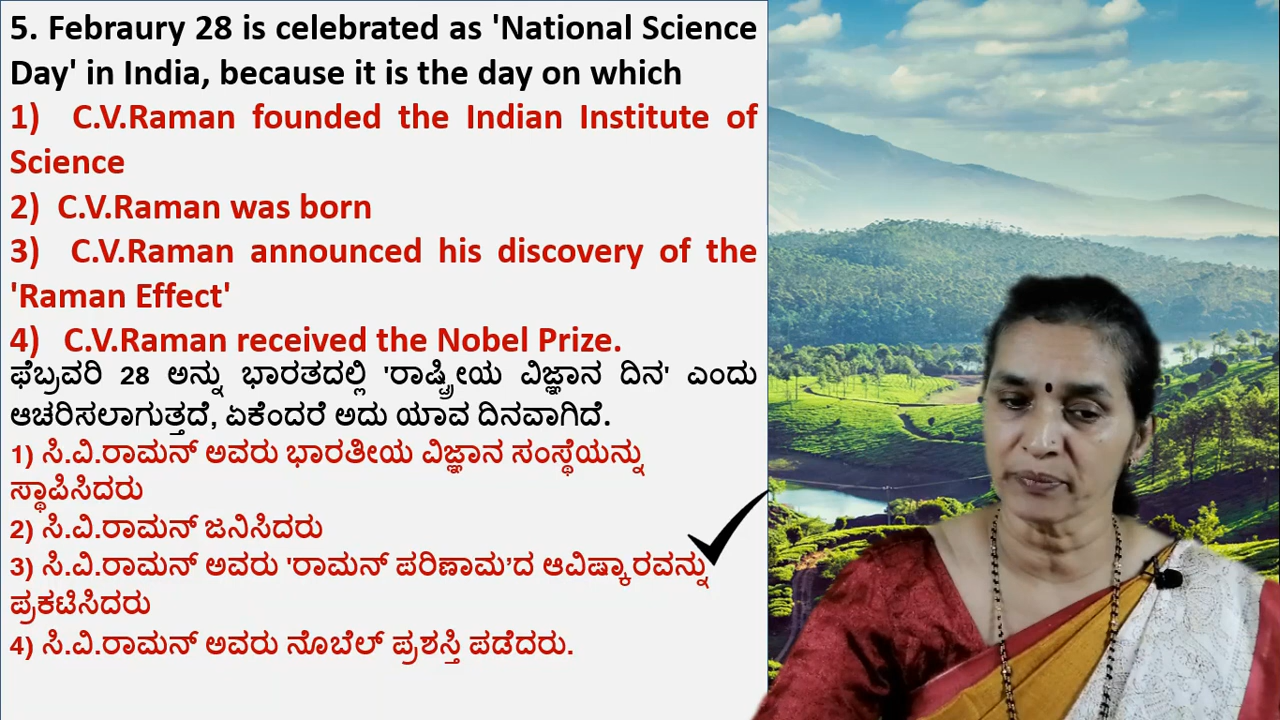 5. Febraury 28 is celebrated as 'National Science
Day' in India, because it is the day on which
1) C.V.Raman founded the Indian Institute of
Science
2) C.V.Raman was born
3) C.V.Raman announced his discovery of the
'Raman Effect'
4) C.V.Raman received the Nobel Prize.
ಫೆಬ್ರವರಿ 28 ಅನ್ನು ಭಾರತದಲ್ಲಿ 'ರಾಷ್ಟ್ರೀಯ ವಿಜ್ಞಾನ ದಿನ' ಎಂದು
ಆಚರಿಸಲಾಗುತ್ತದೆ, ಏಕೆಂದರೆ ಅದು ಯಾವ ದಿನವಾಗಿದೆ.
1) ಸಿ.ವಿ.ರಾಮನ್ ಅವರು ಭಾರತೀಯ ವಿಜ್ಞಾನ ಸಂಸ್ಥೆಯನ್ನು
ಸ್ಥಾಪಿಸಿದರು
2) ಸಿ.ವಿ.ರಾಮನ್ ಜನಿಸಿದರು
3) ಸಿ.ವಿ.ರಾಮನ್ ಅವರು 'ರಾಮನ್ ಪರಿಣಾಮ’ದ ಆವಿಷ್ಕಾರವನ್ನು
ಪ್ರಕಟಿಸಿದರು
4) ಸಿ.ವಿ.ರಾಮನ್ ಅವರು ನೊಬೆಲ್ ಪ್ರಶಸ್ತಿ ಪಡೆದರು.